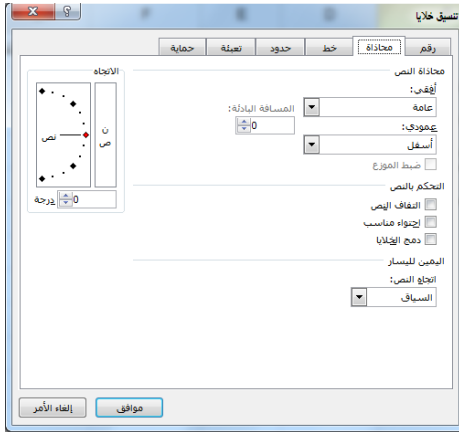 تنسيق خلايا
رقم محاذاة خط حدود تعبئة حماية
محاذاة النص
أفقي:
عامة
المسافة البادئة:
عمودي:
0
أسفل
ضبط الموزع
التحكم بالنص
التفاف النص
احتواء مناسب
دمج الخلايا
اليمين لليسار
اتجاه النص:
السياق
الاتجاه
ن
ص
نص
0 درجة
موافق إلغاء الأمر